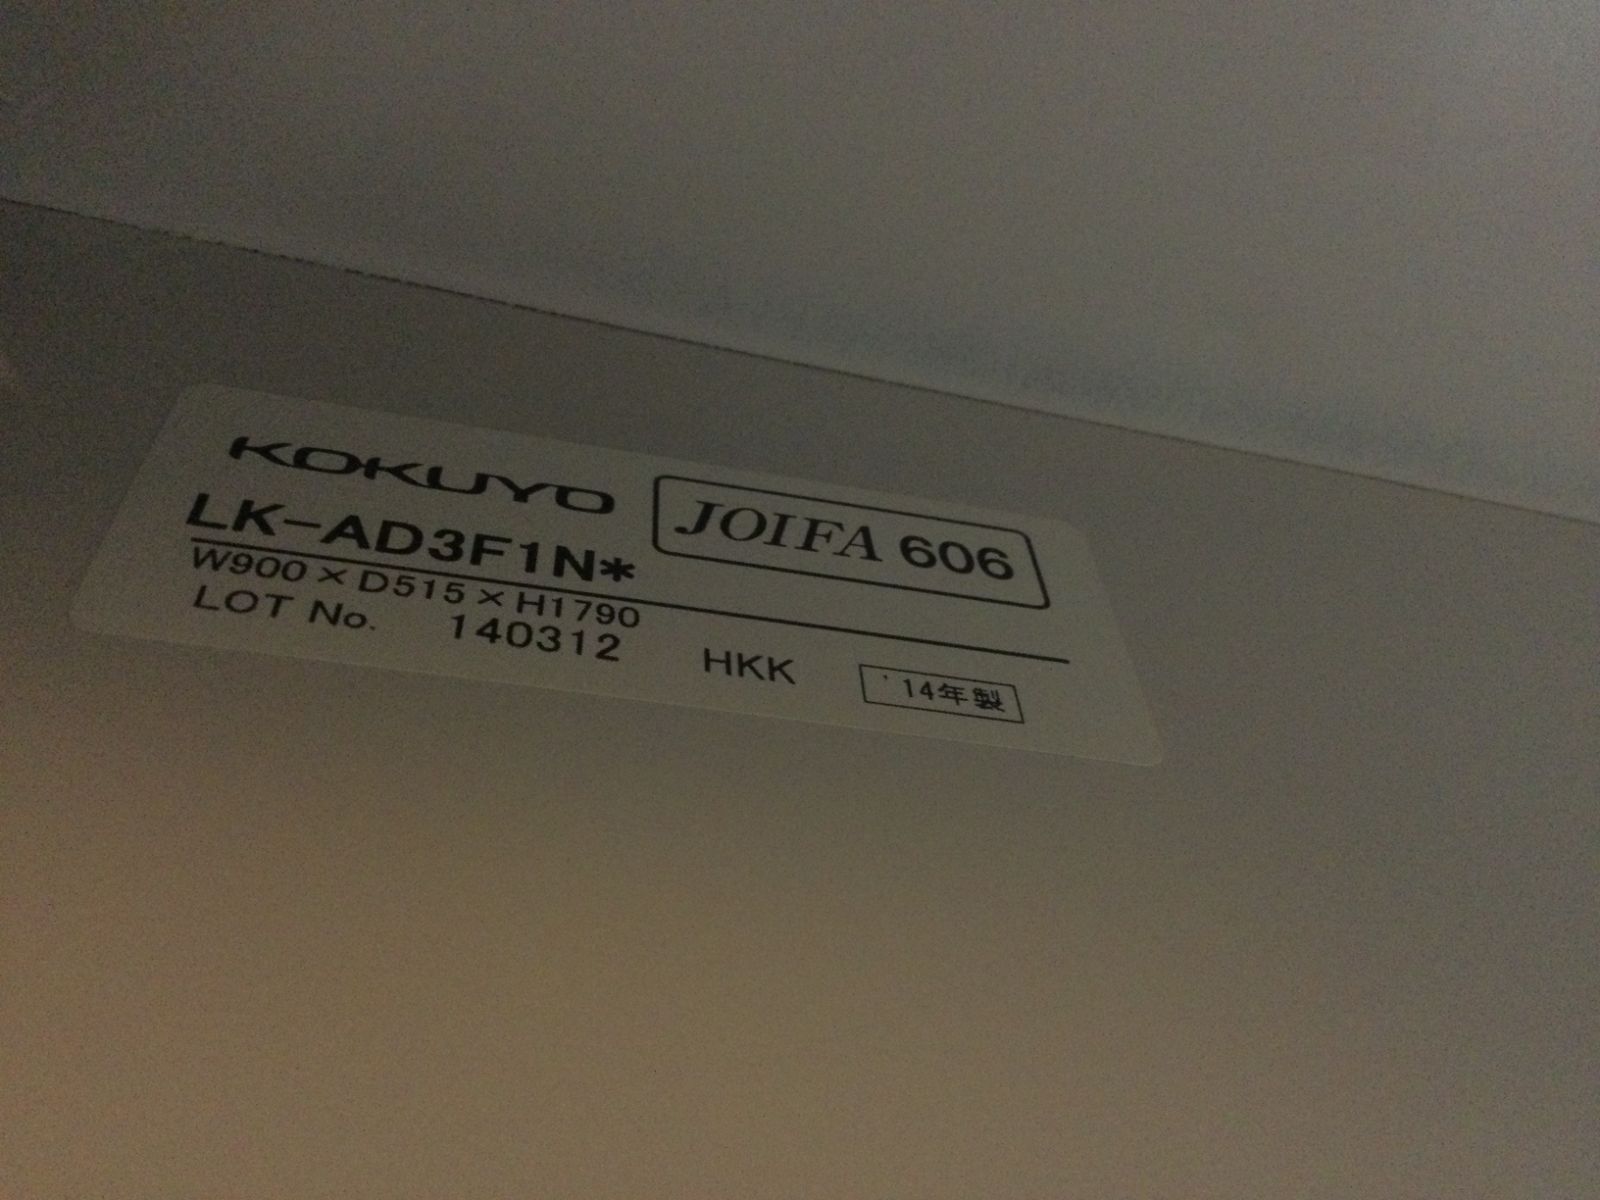 KOKUYO
JOIFA 606
LK-AD3F1N*
W900×D515×H1790
LOT No. 140312 HKK '14年製